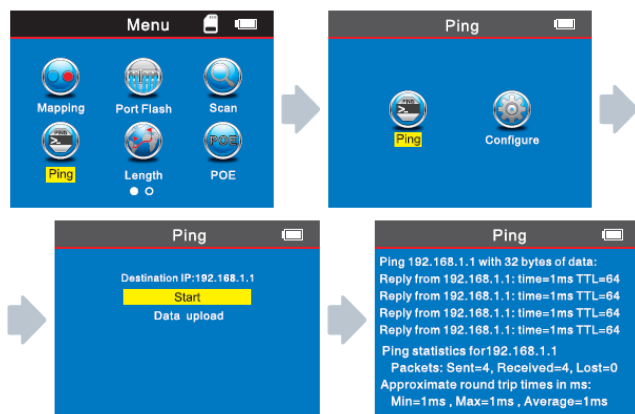 Menu
Mapping Port Flash Scan
PING
POE
Ping Length POE
Ping
PING
Ping Configure
Ping
Destination IP:192.168.1.1
Start
Data upload
Ping
Ping 192.168.1.1 with 32 bytes of data:
Reply from 192.168.1.1: time=1ms TTL=64
Reply from 192.168.1.1: time=1ms TTL=64
Reply from 192.168.1.1: time=1ms TTL=64
Reply from 192.168.1.1: time=1ms TTL=64
Ping statistics for192.168.1.1
Packets: Sent=4, Received=4, Lost=0
Approximate round trip times in ms:
Min=1ms , Max=1ms , Average=1ms